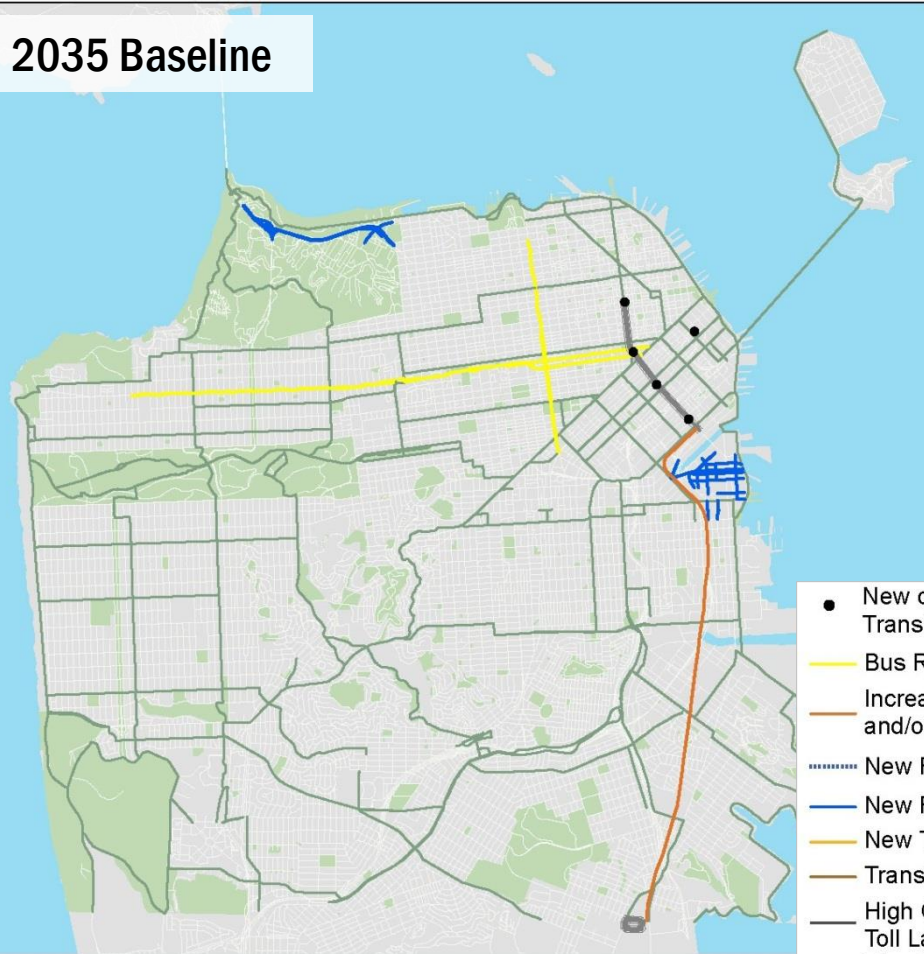 2035 Baseline
New
Trans
Bus R
Increa
and/o
New
New
New
Trans
High
Toll La